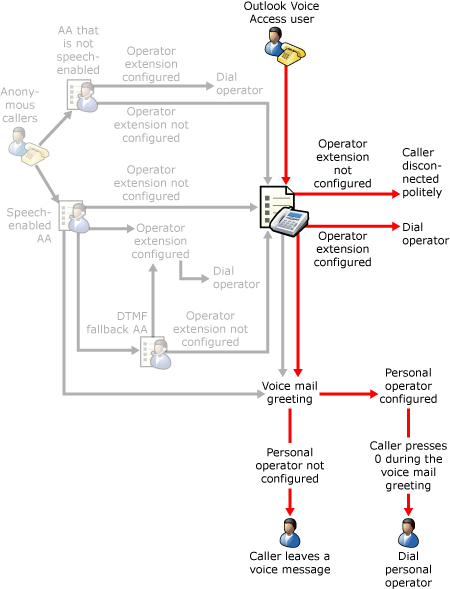 Outlook Voice
Access user
AA that
is not
speech-
enabled
Operator
extension
configured
Dial
operator
Anony-
mous
callers
Operator
extension not
configured
Operator
extension
not
configured
Caller
discon-
nected
politely
Operator
extension not
configured
Speech-
enabled
AA
Operator
extension
configured
Dial
operator
Operator
extension
configured
Dial
operator
DTMF
fallback AA
Operator
extension not
configured
Voice mail
greeting
Personal
operator
configured
Personal
operator not
configured
Caller presses
0 during the
voice mail
greeting
Caller leaves a
voice message
Dial
personal
operator